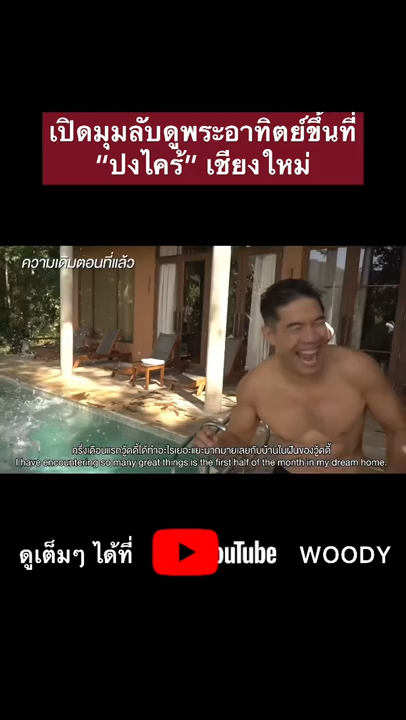 เปิดมุมลับดูพระอาทิตย์ขึ้นที่
“ปงไคร้” เชียงใหม่
ความเดิมตอนที่แล้ว
ครึ่งเดือนแรกวู้ดดี้ได้ทำอะไรเยอะแยะมากมายเลยกับบ้านในฝันของวู้ดดี้
I have encountering so many great things is the first half of the month in my dream home.
ดูเต็มๆ ได้ที่ ouTube WOODY